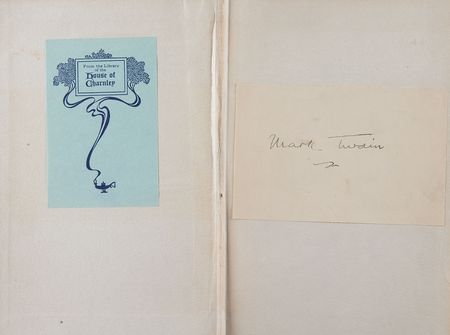 From the Library
of the
House of
Charnley
Mark Twain